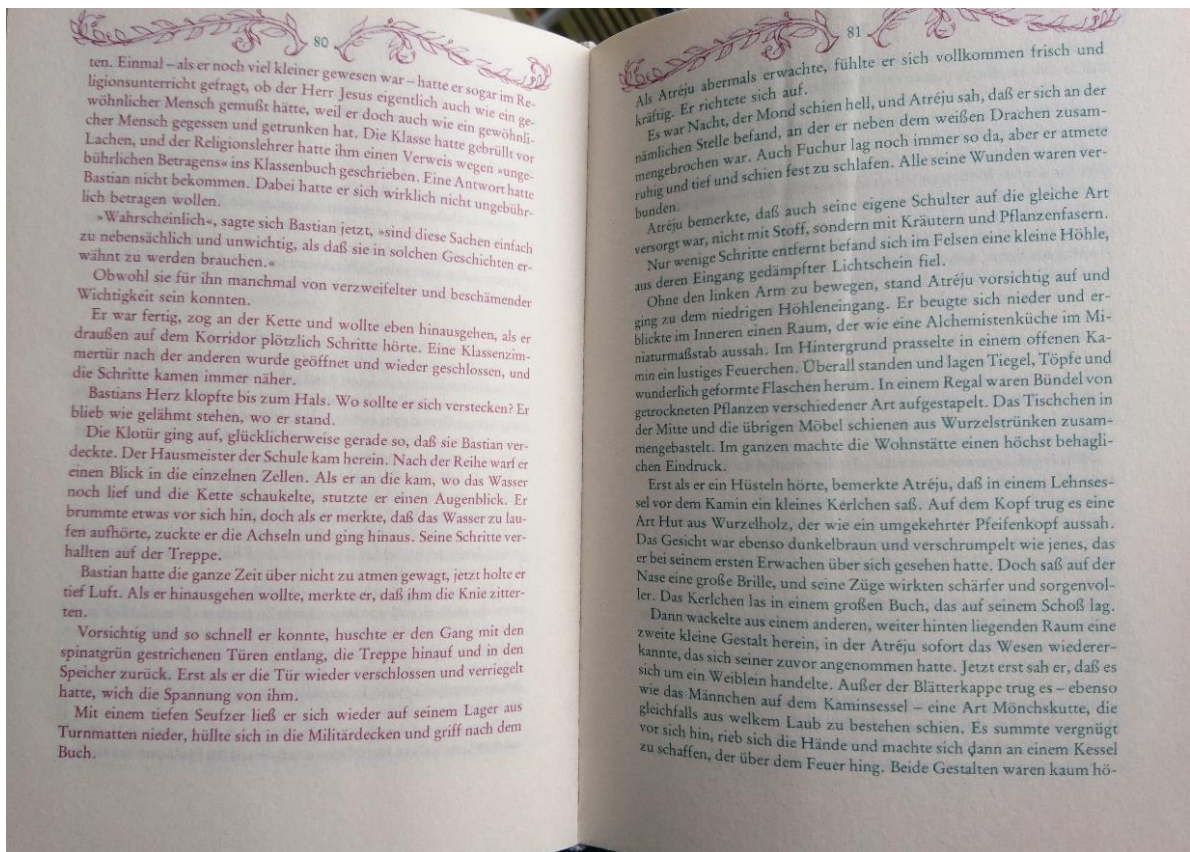 80
ten. Einmal – als er noch viel kleiner gewesen war – hatte er sogar im Re-
ligionsunterricht gefragt, ob der Herr Jesus eigentlich auch wie ein ge-
wöhnlicher Mensch gemußt hätte, weil er doch auch wie ein gewöhnli-
cher Mensch gegessen und getrunken hat. Die Klasse hatte gebrüllt vor
Lachen, und der Religionslehrer hatte ihm einen Verweis wegen »unge-
bührlichen Betragens« ins Klassenbuch geschrieben. Eine Antwort hatte
Bastian nicht bekommen. Dabei hatte er sich wirklich nicht ungebühr-
lich betragen wollen.
»Wahrscheinlich«, sagte sich Bastian jetzt, »sind diese Sachen einfach
zu nebensächlich und unwichtig, als daß sie in solchen Geschichten er-
wähnt zu werden brauchen.«
Obwohl sie für ihn manchmal von verzweifelter und beschämender
Wichtigkeit sein konnten.
Er war fertig, zog an der Kette und wollte eben hinausgehen, als er
draußen auf dem Korridor plötzlich Schritte hörte. Eine Klassenzim-
mertür nach der anderen wurde geöffnet und wieder geschlossen, und
die Schritte kamen immer näher.
Bastians Herz klopfte bis zum Hals. Wo sollte er sich verstecken? Er
blieb wie gelähmt stehen, wo er stand.
Die Klotür ging auf, glücklicherweise gerade so, daß sie Bastian ver-
deckte. Der Hausmeister der Schule kam herein. Nach der Reihe warf er
einen Blick in die einzelnen Zellen. Als er an die kam, wo das Wasser
noch lief und die Kette schaukelte, stutzte er einen Augenblick. Er
brummte etwas vor sich hin, doch als er merkte, daß das Wasser zu lau-
fen aufhörte, zuckte er die Achseln und ging hinaus. Seine Schritte ver-
hallten auf der Treppe.
Bastian hatte die ganze Zeit über nicht zu atmen gewagt, jetzt holte er
tief Luft. Als er hinausgehen wollte, merkte er, daß ihm die Knie zitter-
ten.
Vorsichtig und so schnell er konnte, huschte er den Gang mit den
spinatgrün gestrichenen Türen entlang, die Treppe hinauf und in den
Speicher zurück. Erst als er die Tür wieder verschlossen und verriegelt
hatte, wich die Spannung von ihm.
Mit einem tiefen Seufzer ließ er sich wieder auf seinem Lager aus
Turnmatten nieder, hüllte sich in die Militärdecken und griff nach dem
Buch.
81
Als Atréju abermals erwachte, fühlte er sich vollkommen frisch und
kräftig. Er richtete sich auf.
Es war Nacht, der Mond schien hell, und Atréju sah, daß er sich an der
nämlichen Stelle befand, an der er neben dem weißen Drachen zusam-
mengebrochen war. Auch Fuchur lag noch immer so da, aber er atmete
ruhig und tief und schien fest zu schlafen. Alle seine Wunden waren ver-
bunden.
Atréju bemerkte, daß auch seine eigene Schulter auf die gleiche Art
versorgt war, nicht mit Stoff, sondern mit Kräutern und Pflanzenfasern.
Nur wenige Schritte entfernt befand sich im Felsen eine kleine Höhle,
aus deren Eingang gedämpfter Lichtschein fiel.
Ohne den linken Arm zu bewegen, stand Atréju vorsichtig auf und
ging zu dem niedrigen Höhleneingang. Er beugte sich nieder und er-
blickte im Inneren einen Raum, der wie eine Alchemistenküche im Mi-
niaturmaßstab aussah. Im Hintergrund prasselte in einem offenen Ka-
min ein lustiges Feuerchen. Überall standen und lagen Tiegel, Töpfe und
wunderlich geformte Flaschen herum. In einem Regal waren Bündel von
getrockneten Pflanzen verschiedener Art aufgestapelt. Das Tischchen in
der Mitte und die übrigen Möbel schienen aus Wurzelstrünken zusam-
mengebastelt. Im ganzen machte die Wohnstätte einen höchst behagli-
chen Eindruck.
Erst als er ein Hüsteln hörte, bemerkte Atréju, daß in einem Lehnses-
sel vor dem Kamin ein kleines Kerlchen saß. Auf dem Kopf trug es eine
Art Hut aus Wurzelholz, der wie ein umgekehrter Pfeifenkopf aussah.
Das Gesicht war ebenso dunkelbraun und verschrumpelt wie jenes, das
er bei seinem ersten Erwachen über sich gesehen hatte. Doch saß auf der
Nase eine große Brille, und seine Züge wirkten schärfer und sorgenvol-
ler. Das Kerlchen las in einem großen Buch, das auf seinem Schoß lag.
Dann wackelte aus einem anderen, weiter hinten liegenden Raum eine
zweite kleine Gestalt herein, in der Atréju sofort das Wesen wiederer-
kannte, das sich seiner zuvor angenommen hatte. Jetzt erst sah er, daß es
sich um ein Weiblein handelte. Außer der Blätterkappe trug es – ebenso
wie das Männchen auf dem Kaminsessel – eine Art Mönchskutte, die
gleichfalls aus welkem Laub zu bestehen schien. Es summte vergnügt
vor sich hin, rieb sich die Hände und machte sich dann an einem Kessel
zu schaffen, der über dem Feuer hing. Beide Gestalten waren kaum hö-